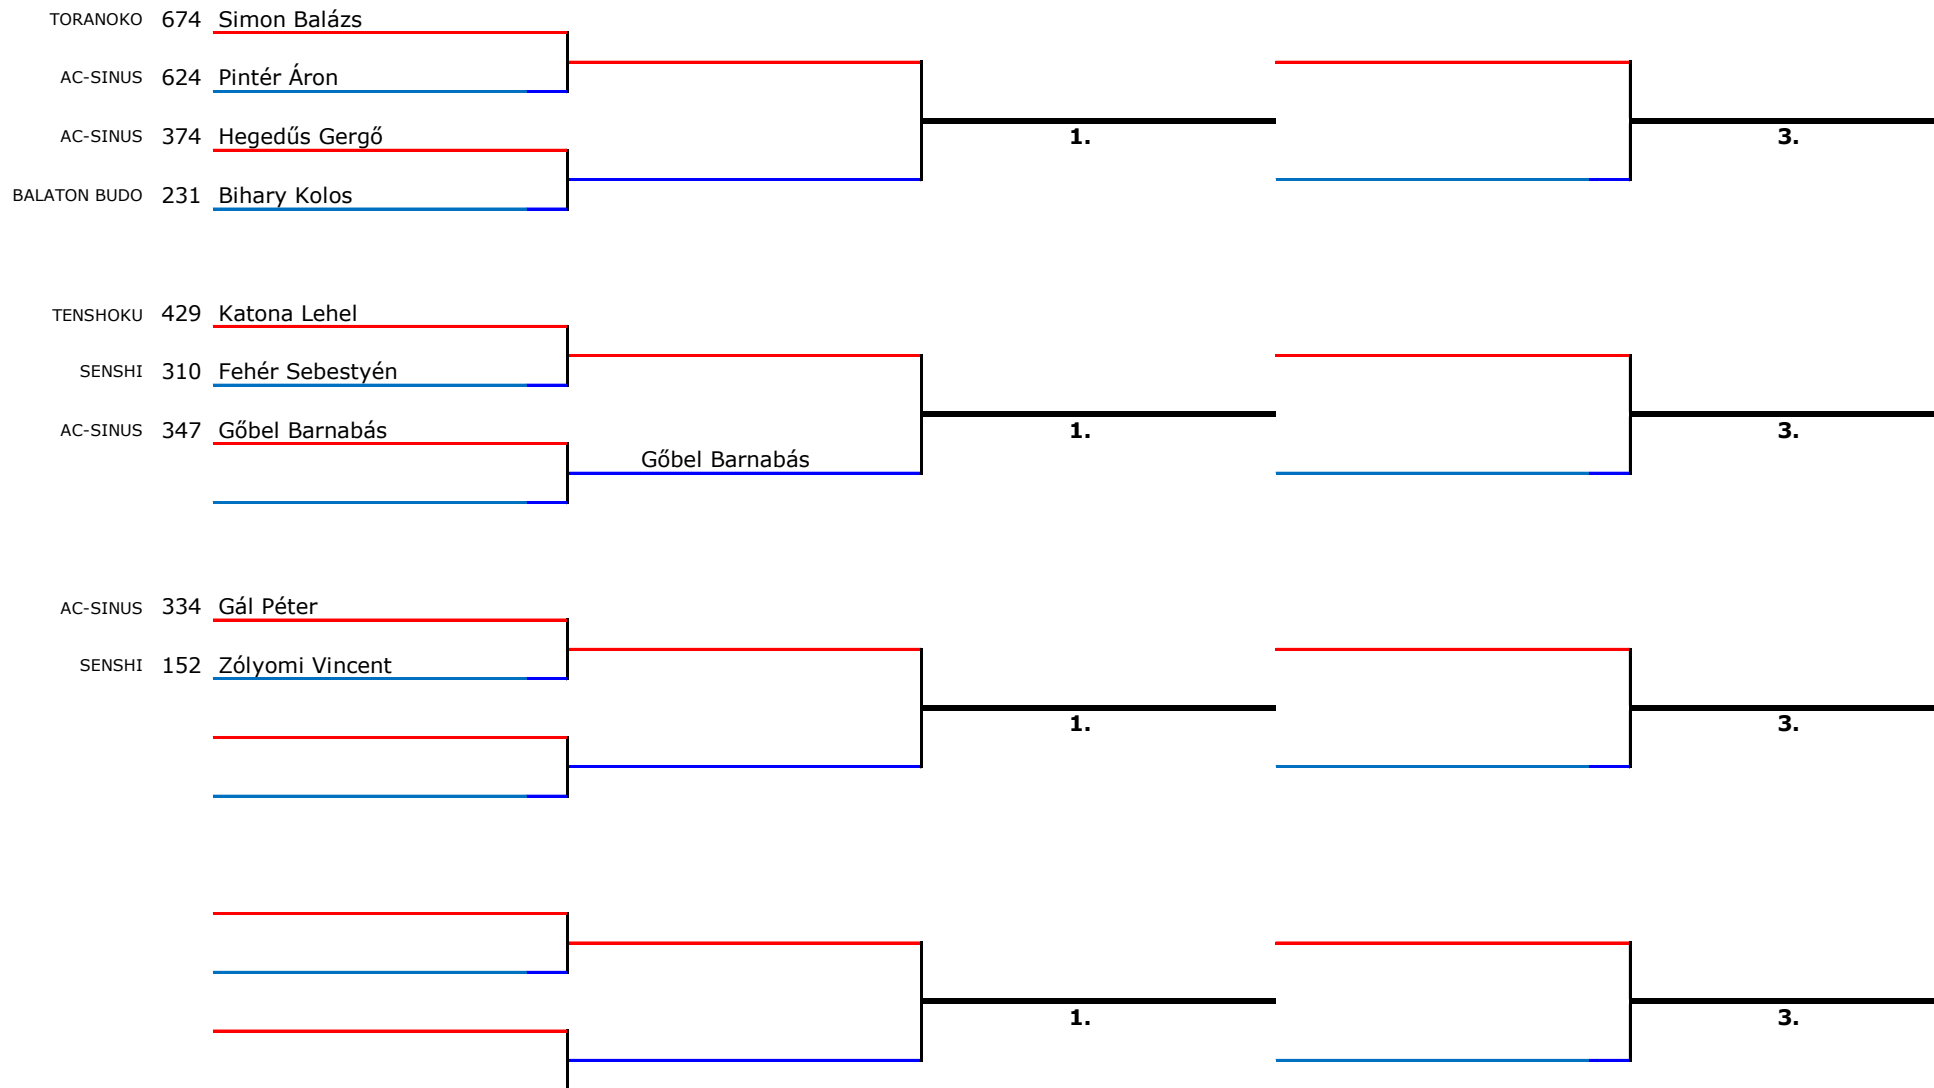 TORANOKO 674 Simon Balázs
AC-SINUS 624 Pintér Áron
1. 3.
AC-SINUS 374 Hegedűs Gergő
BALATON BUDO 231 Bihary Kolos
TENSHOKU 429 Katona Lehel
SENSHI 310 Fehér Sebestyén
AC-SINUS 347 Gőbel Barnabás 1. 3.
Gőbel Barnabás
AC-SINUS 334 Gál Péter
SENSHI 152 Zólyomi Vincent
1. 3.
1. 3.